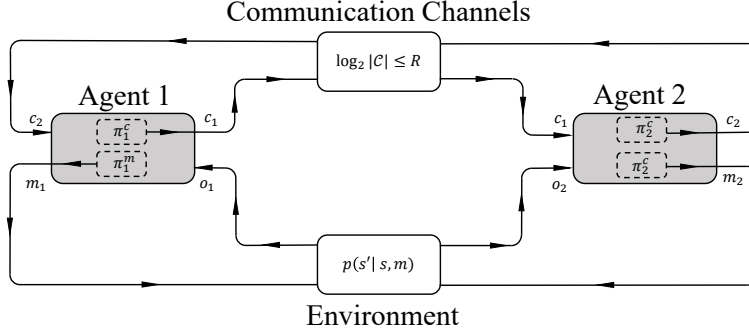 Communication Channels
log₂ |𝒞| ≤ R
Agent 1
Agent 2
c₂
π₁ᶜ
c₁
c₁
π₂ᶜ
c₂
π₁ᵐ
π₂ᶜ
m₁
o₁
o₂
m₂
p(s′| s, m)
Environment